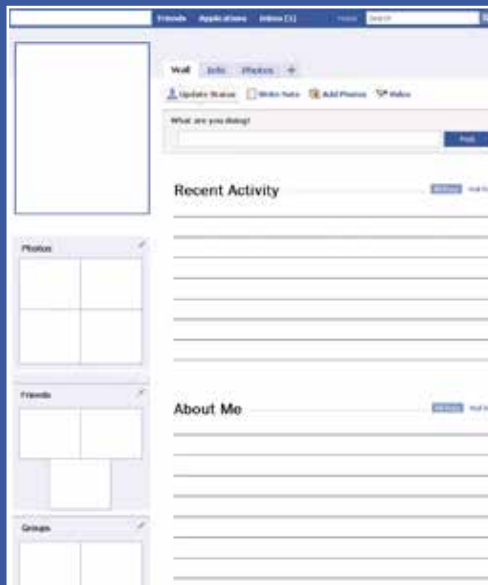 Friends Applications Inbox (1) Home Search
Wall Info Photos +
Update Status Write Note Add Photos Video
What are you doing?
Post
Recent Activity
Photos
Friends
About Me
Groups